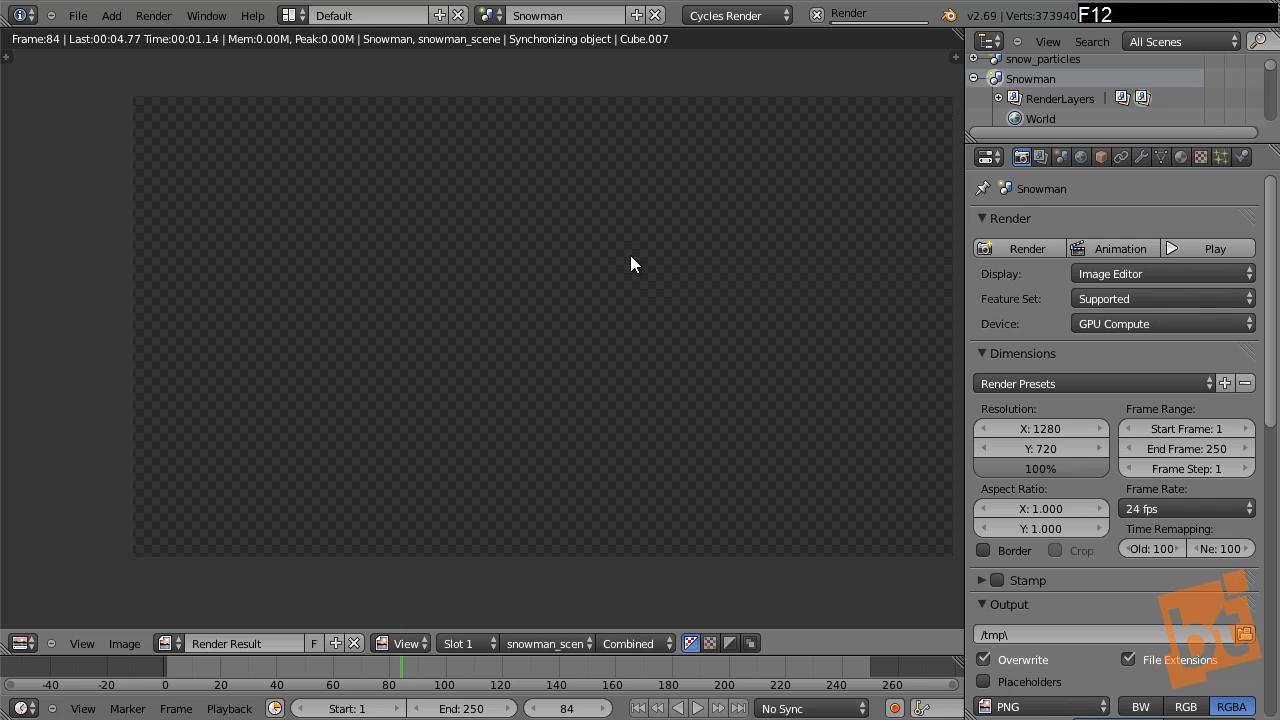 File Add Render Window Help Default Snowman Cycles Render Render v2.69 | Verts:373940 F12
Frame:84 | Last:00:04.77 Time:00:01.14 | Mem:0.00M, Peak:0.00M | Snowman, snowman_scene | Synchronizing object | Cube.007
View Search All Scenes
snow_particles
Snowman
RenderLayers |
World
Snowman
Render
Render Animation Play
Display: Image Editor
Feature Set: Supported
Device: GPU Compute
Dimensions
Render Presets
Resolution: Frame Range:
X: 1280 Start Frame: 1
Y: 720 End Frame: 250
100% Frame Step: 1
Aspect Ratio: Frame Rate:
X: 1.000 24 fps
Y: 1.000 Time Remapping:
Border Crop Old: 100 Ne: 100
Stamp
Output
/tmp\
Overwrite File Extensions
Placeholders
PNG BW RGB RGBA
View Image Render Result F View Slot 1 snowman_scen Combined
-40 -20 0 20 40 60 80 100 120 140 160 180 200 220 240 260
View Marker Frame Playback Start: 1 End: 250 84 No Sync
bt